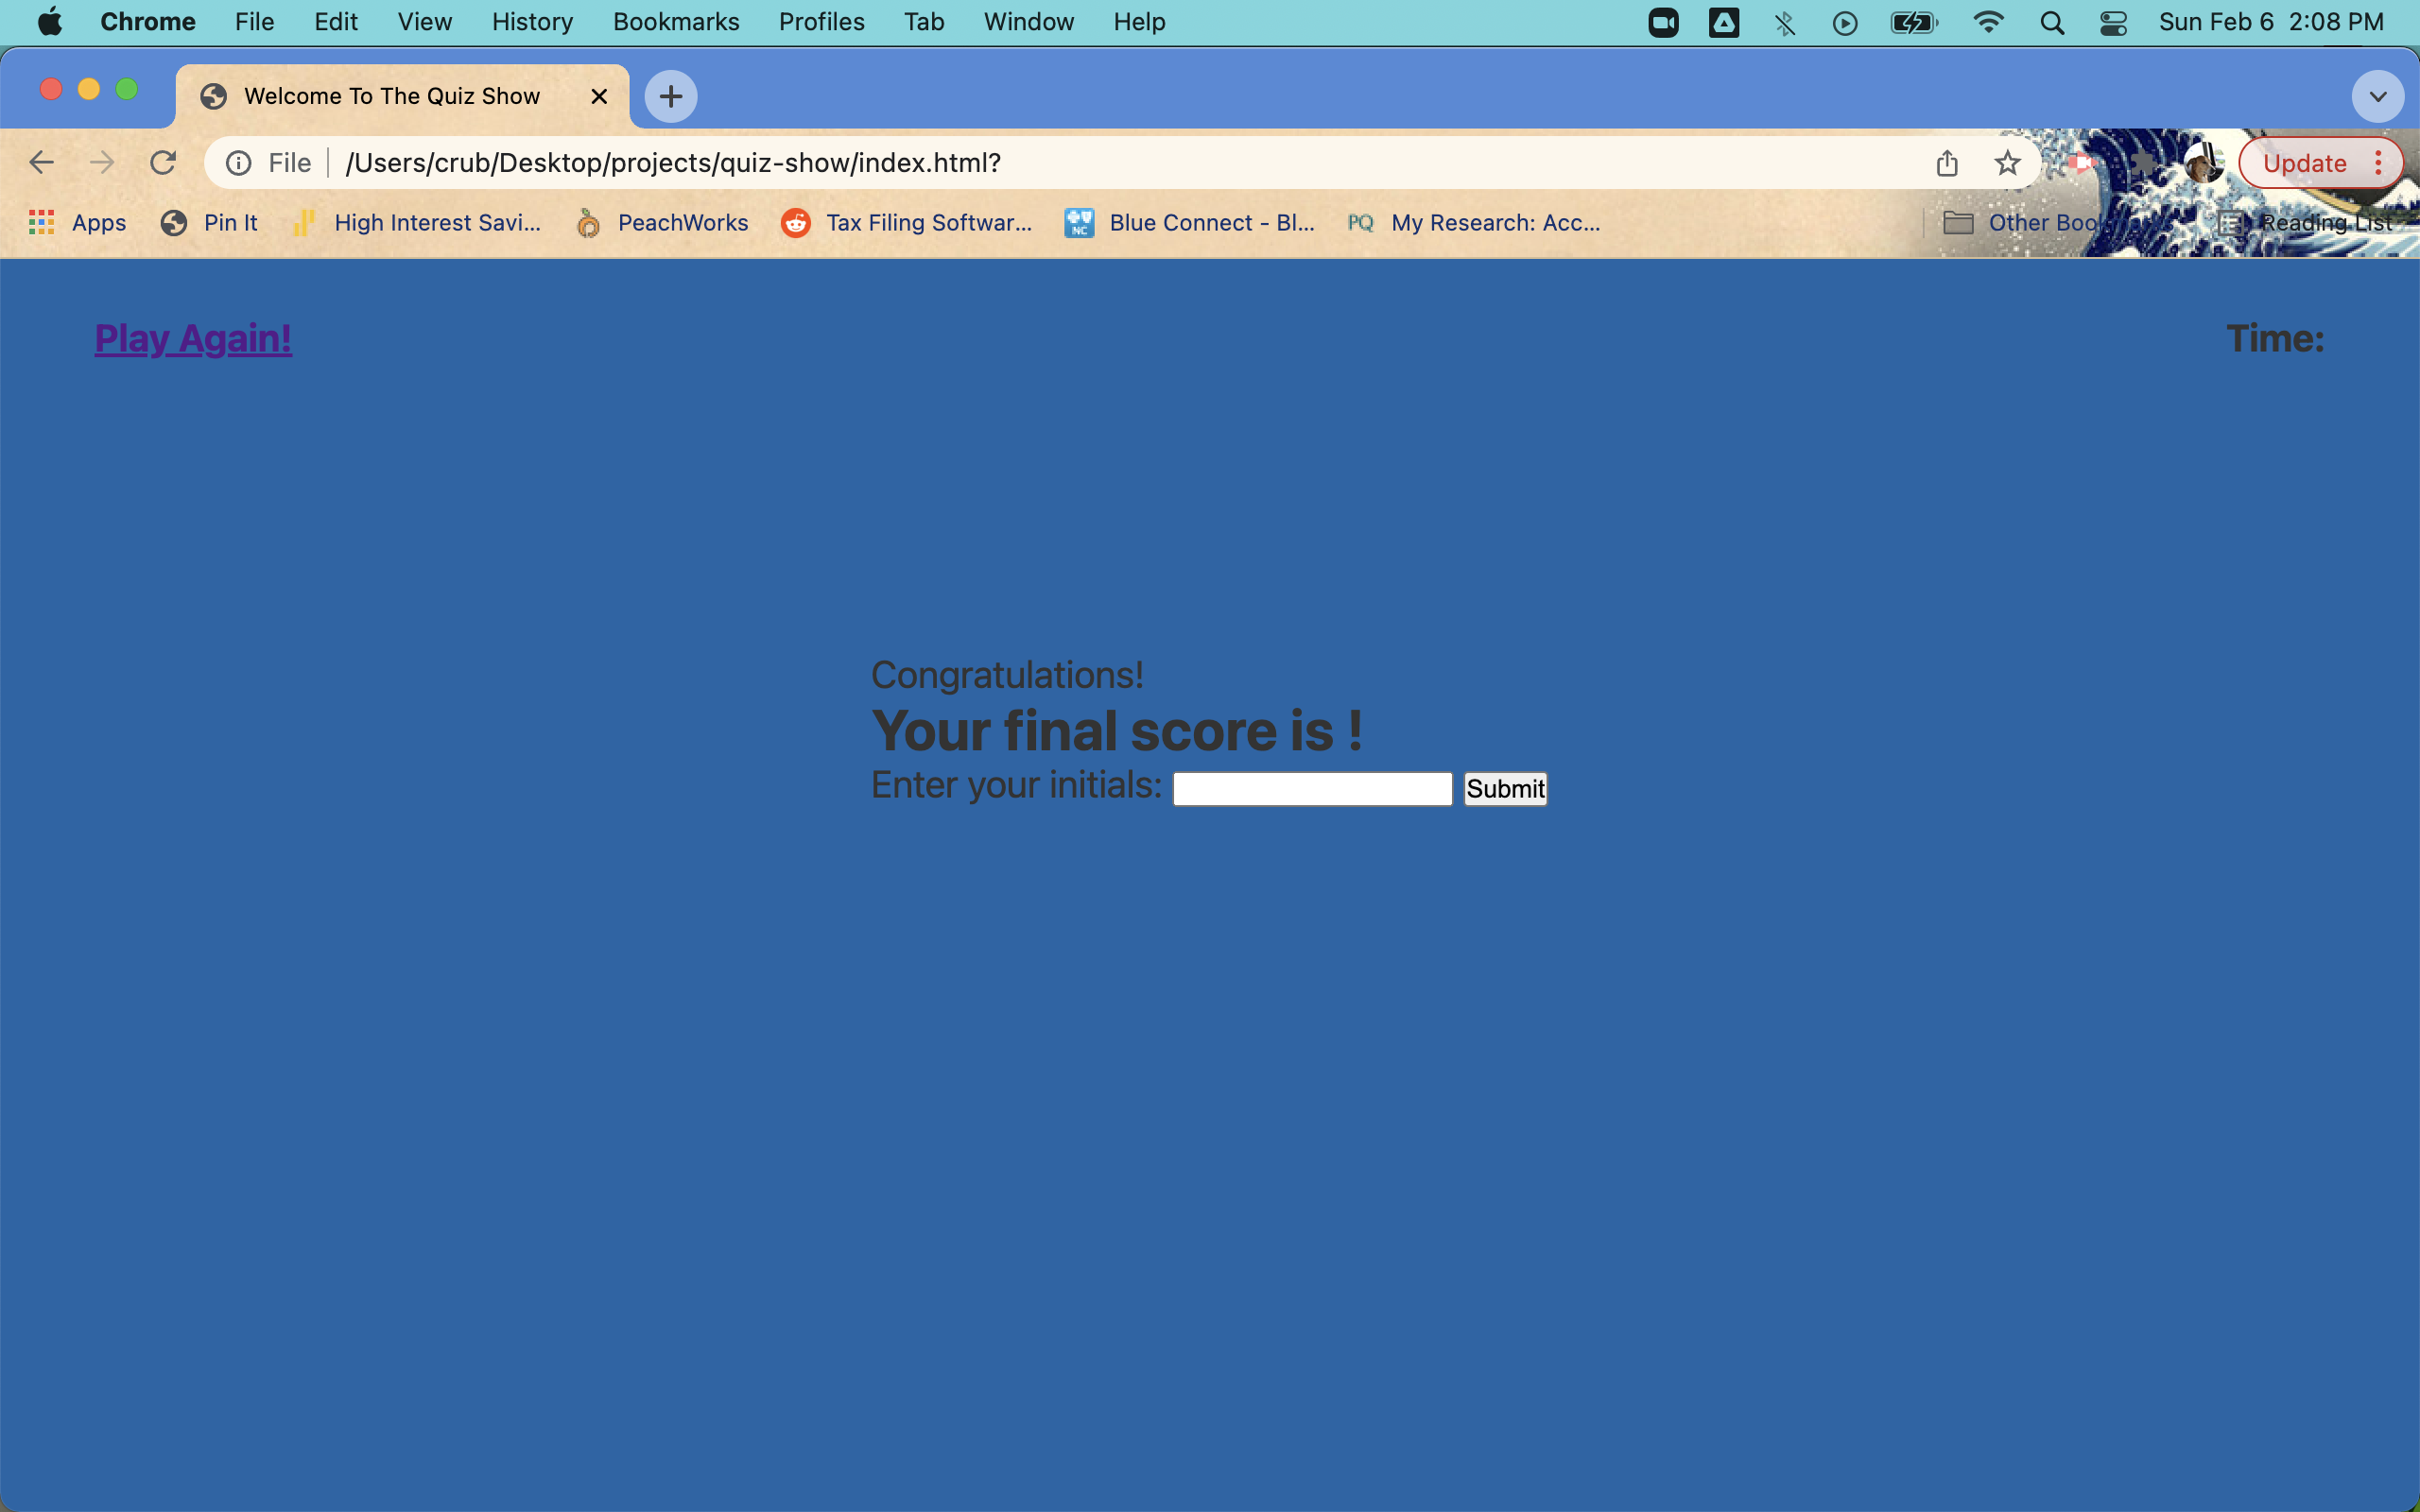 Chrome File Edit View History Bookmarks Profiles Tab Window Help Sun Feb 6 2:08 PM
Welcome To The Quiz Show
File /Users/crub/Desktop/projects/quiz-show/index.html? Update
Apps Pin It High Interest Savi... PeachWorks Tax Filing Softwar... NC Blue Connect - Bl... PQ My Research: Acc... Other Reading List
Play Again! Time:
Congratulations!
Your final score is !
Enter your initials: Submit